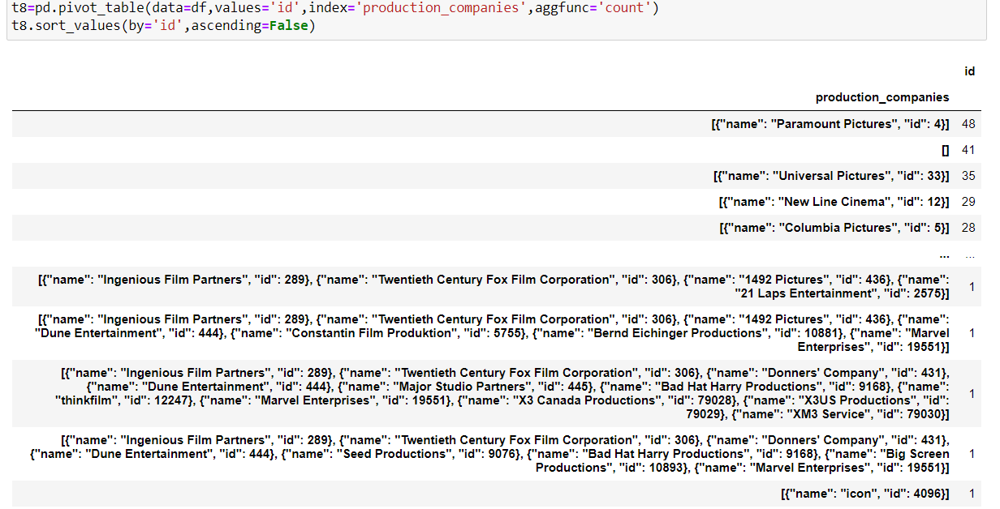 t8=pd.pivot_table(data=df,values='id',index='production_companies',aggfunc='count')
t8.sort_values(by='id',ascending=False)
id
production_companies
[{"name": "Paramount Pictures", "id": 4}] 48
[] 41
[{"name": "Universal Pictures", "id": 33}] 35
[{"name": "New Line Cinema", "id": 12}] 29
[{"name": "Columbia Pictures", "id": 5}] 28
... ...
[{"name": "Ingenious Film Partners", "id": 289}, {"name": "Twentieth Century Fox Film Corporation", "id": 306}, {"name": "1492 Pictures", "id": 436}, {"name":
"21 Laps Entertainment", "id": 2575}] 1
[{"name": "Ingenious Film Partners", "id": 289}, {"name": "Twentieth Century Fox Film Corporation", "id": 306}, {"name": "1492 Pictures", "id": 436}, {"name":
"Dune Entertainment", "id": 444}, {"name": "Constantin Film Produktion", "id": 5755}, {"name": "Bernd Eichinger Productions", "id": 10881}, {"name": "Marvel 1
Enterprises", "id": 19551}]
[{"name": "Ingenious Film Partners", "id": 289}, {"name": "Twentieth Century Fox Film Corporation", "id": 306}, {"name": "Donners' Company", "id": 431},
{"name": "Dune Entertainment", "id": 444}, {"name": "Major Studio Partners", "id": 445}, {"name": "Bad Hat Harry Productions", "id": 9168}, {"name": 1
"thinkfilm", "id": 12247}, {"name": "Marvel Enterprises", "id": 19551}, {"name": "X3 Canada Productions", "id": 79028}, {"name": "X3US Productions", "id":
79029}, {"name": "XM3 Service", "id": 79030}]
[{"name": "Ingenious Film Partners", "id": 289}, {"name": "Twentieth Century Fox Film Corporation", "id": 306}, {"name": "Donners' Company", "id": 431},
{"name": "Dune Entertainment", "id": 444}, {"name": "Seed Productions", "id": 9076}, {"name": "Bad Hat Harry Productions", "id": 9168}, {"name": "Big Screen 1
Productions", "id": 10893}, {"name": "Marvel Enterprises", "id": 19551}]
[{"name": "icon", "id": 4096}] 1